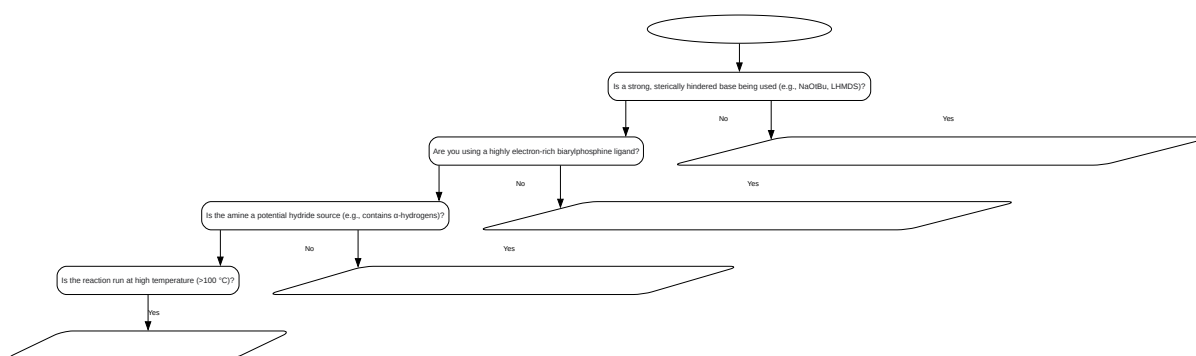 Is a strong, sterically hindered base being used (e.g., NaOtBu, LHMDS)?
No
Yes
Are you using a highly electron-rich biarylphosphine ligand?
No
Yes
Is the amine a potential hydride source (e.g., contains α-hydrogens)?
No
Yes
Is the reaction run at high temperature (>100 °C)?
Yes